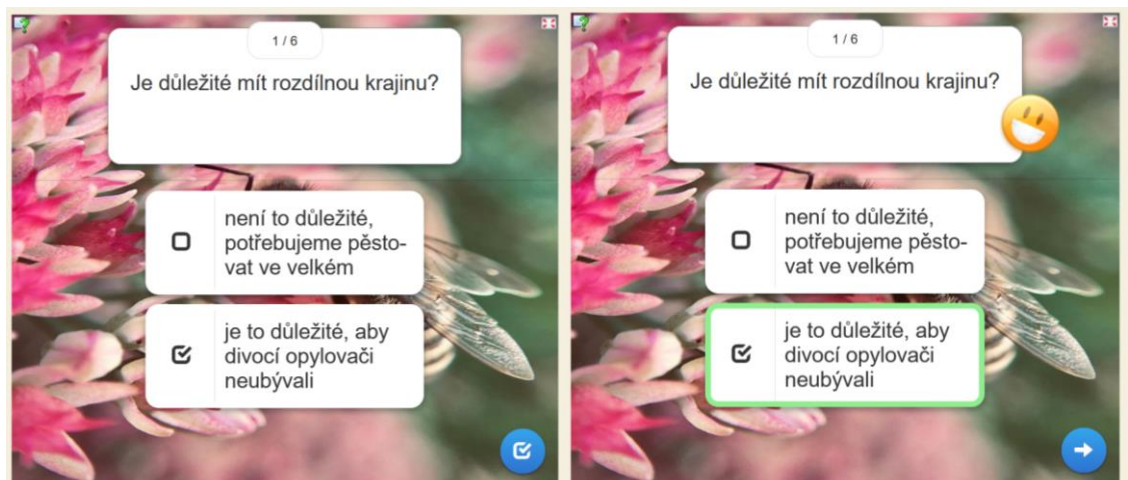 1 / 6
Je důležité mít rozdílnou krajinu?
není to důležité,
potřebujeme pěsto-
vat ve velkém
je to důležité, aby
divocí opylovači
neubývali
1 / 6
Je důležité mít rozdílnou krajinu?
není to důležité,
potřebujeme pěsto-
vat ve velkém
je to důležité, aby
divocí opylovači
neubývali